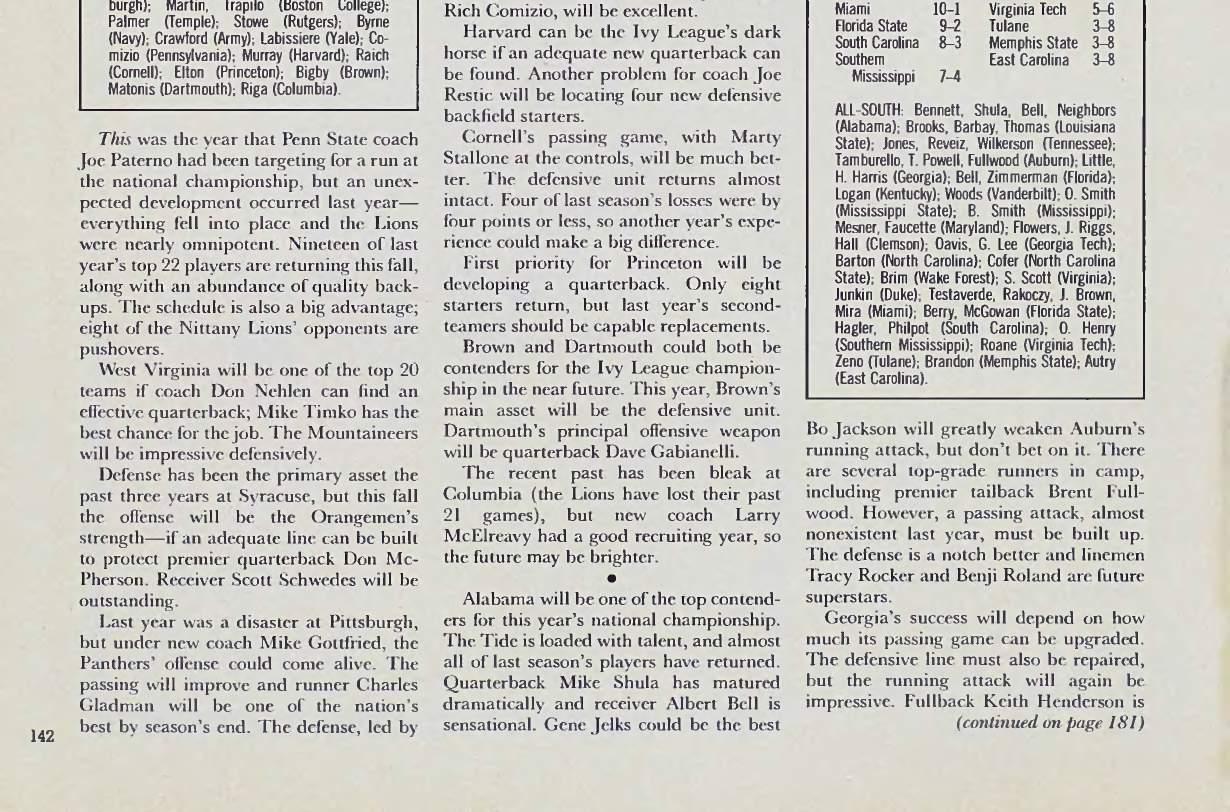 burgh); Martin, Trapilo (Boston College);
Palmer (Temple); Stowe (Rutgers); Byrne
(Navy); Crawford (Army); Labissiere (Yale); Co-
mizio (Pennsylvania); Murray (Harvard); Raich
(Cornell); Elton (Princeton); Bigby (Brown);
Matonis (Dartmouth); Riga (Columbia).
This was the year that Penn State coach
Joe Paterno had been targeting for a run at
the national championship, but an unex-
pected development occurred last year—
everything fell into place and the Lions
were nearly omnipotent. Nineteen of last
year's top 22 players are returning this fall,
along with an abundance of quality back-
ups. The schedule is also a big advantage;
eight of the Nittany Lions' opponents are
pushovers.
West Virginia will be one of the top 20
teams if coach Don Nehlen can find an
effective quarterback; Mike Timko has the
best chance for the job. The Mountaineers
will be impressive defensively.
Defense has been the primary asset the
past three years at Syracuse, but this fall
the offense will be the Orangemen's
strength—if an adequate line can be built
to protect premier quarterback Don Mc-
Pherson. Receiver Scott Schwedes will be
outstanding.
Last year was a disaster at Pittsburgh,
but under new coach Mike Gottfried, the
Panthers' offense could come alive. The
passing will improve and runner Charles
Gladman will be one of the nation's
best by season's end. The defense, led by
Rich Comizio, will be excellent.
Harvard can be the Ivy League's dark
horse if an adequate new quarterback can
be found. Another problem for coach Joe
Restic will be locating four new defensive
backfield starters.
Cornell's passing game, with Marty
Stallone at the controls, will be much bet-
ter. The defensive unit returns almost
intact. Four of last season's losses were by
four points or less, so another year's expe-
rience could make a big difference.
First priority for Princeton will be
developing a quarterback. Only eight
starters return, but last year's second-
teamers should be capable replacements.
Brown and Dartmouth could both be
contenders for the Ivy League champion-
ship in the near future. This year, Brown's
main asset will be the defensive unit.
Dartmouth's principal offensive weapon
will be quarterback Dave Gabianelli.
The recent past has been bleak at
Columbia (the Lions have lost their past
21 games), but new coach Larry
McElreavy had a good recruiting year, so
the future may be brighter.
•
Alabama will be one of the top contend-
ers for this year's national championship.
The Tide is loaded with talent, and almost
all of last season's players have returned.
Quarterback Mike Shula has matured
dramatically and receiver Albert Bell is
sensational. Gene Jelks could be the best
Miami 10–1 Virginia Tech 5–6
Florida State 9–2 Tulane 3–8
South Carolina 8–3 Memphis State 3–8
Southern East Carolina 3–8
Mississippi 7–4
ALL-SOUTH: Bennett, Shula, Bell, Neighbors
(Alabama); Brooks, Barbay, Thomas (Louisiana
State); Jones, Reveiz, Wilkerson (Tennessee);
Tamburello, T. Powell, Fullwood (Auburn); Little,
H. Harris (Georgia); Bell, Zimmerman (Florida);
Logan (Kentucky); Woods (Vanderbilt); O. Smith
(Mississippi State); B. Smith (Mississippi);
Mesner, Faucette (Maryland); Flowers, J. Riggs,
Hall (Clemson); Davis, G. Lee (Georgia Tech);
Barton (North Carolina); Cofer (North Carolina
State); Brim (Wake Forest); S. Scott (Virginia);
Junkin (Duke); Testaverde, Rakoczy, J. Brown,
Mira (Miami); Berry, McGowan (Florida State);
Hagler, Philpot (South Carolina); O. Henry
(Southern Mississippi); Roane (Virginia Tech);
Zeno (Tulane); Brandon (Memphis State); Autry
(East Carolina).
Bo Jackson will greatly weaken Auburn's
running attack, but don't bet on it. There
are several top-grade runners in camp,
including premier tailback Brent Full-
wood. However, a passing attack, almost
nonexistent last year, must be built up.
The defense is a notch better and linemen
Tracy Rocker and Benji Roland are future
superstars.
Georgia's success will depend on how
much its passing game can be upgraded.
The defensive line must also be repaired,
but the running attack will again be
impressive. Fullback Keith Henderson is
(continued on page 181)
142